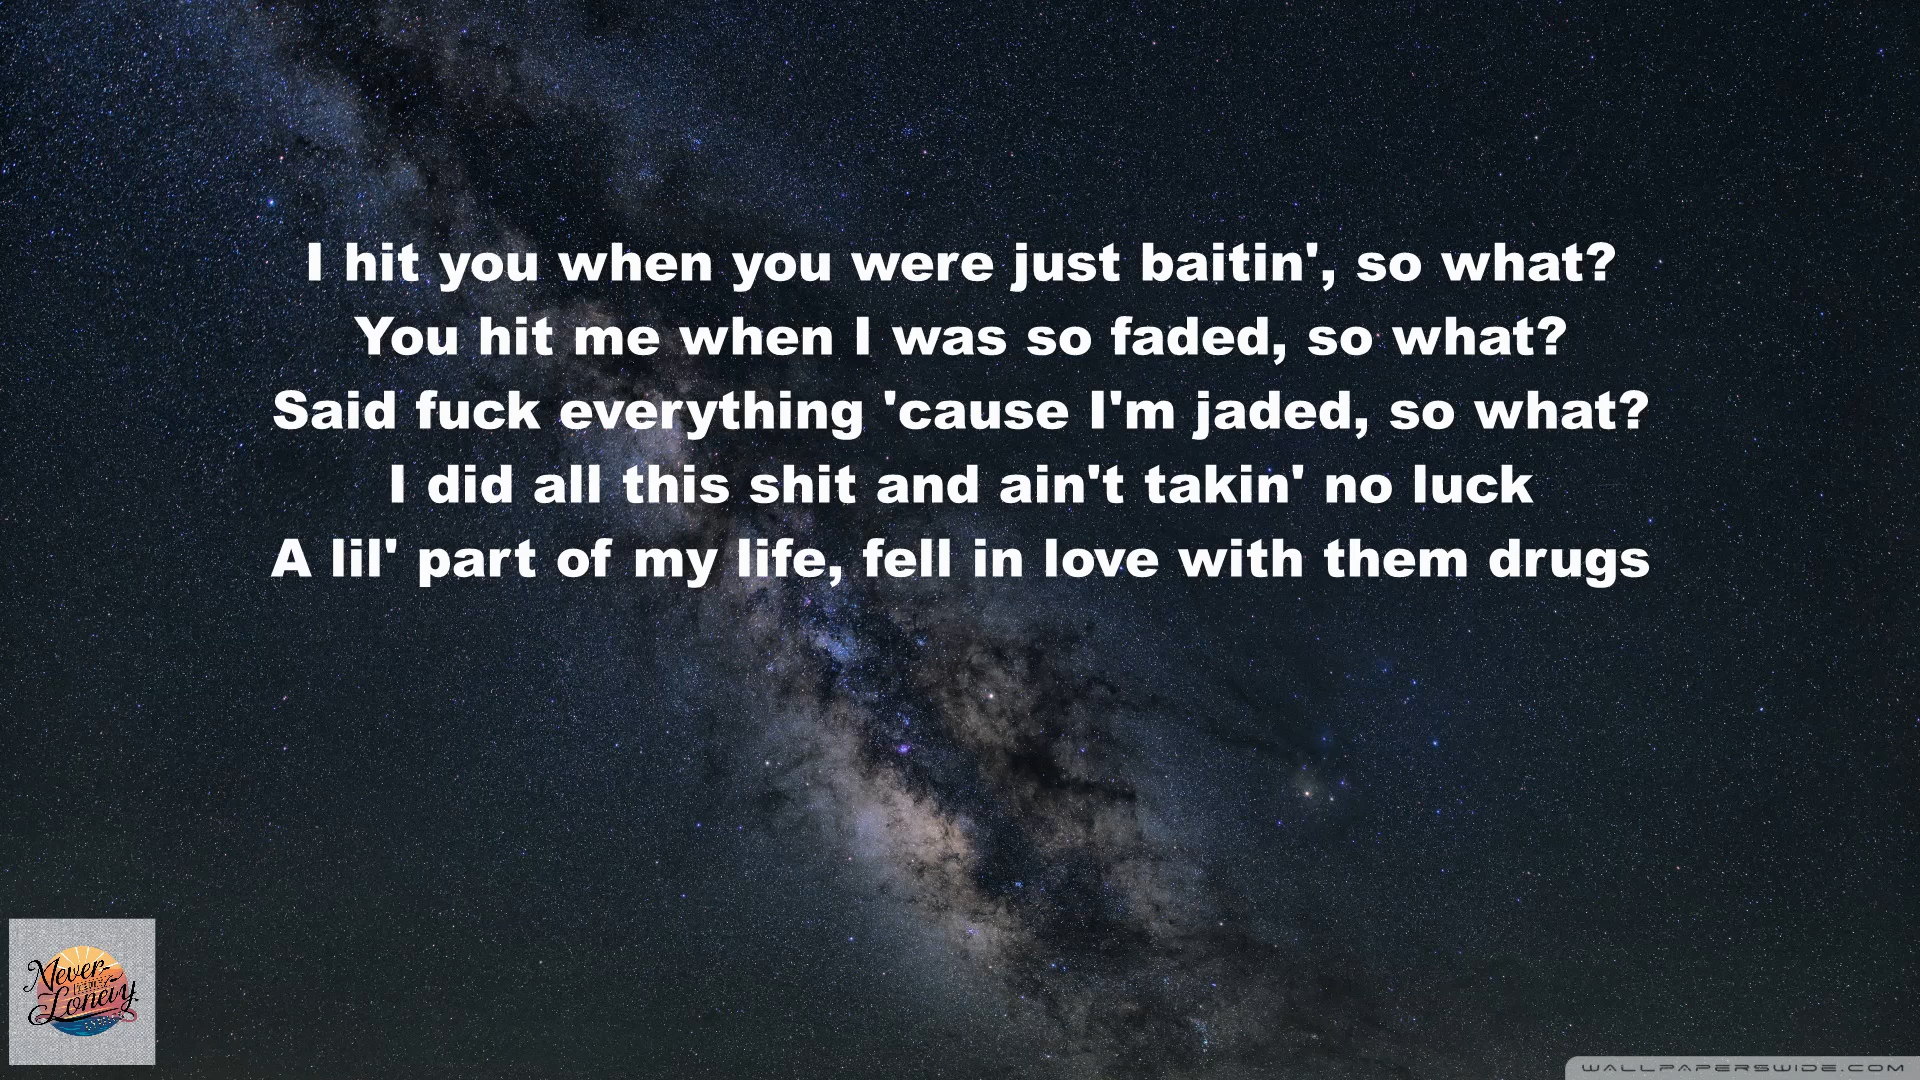 I hit you when you were just baitin', so what?
You hit me when I was so faded, so what?
Said fuck everything 'cause I'm jaded, so what?
I did all this shit and ain't takin' no luck
A lil' part of my life, fell in love with them drugs
Never-
WALLPAPERSWIDE.COM